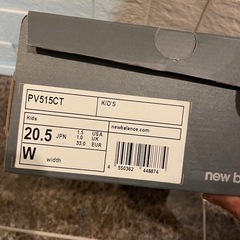 PV515CT
KID'S
Kids
20.5 JPN
1.5 USA
1.0 UK
33.0 EUR
newbalance.com
W width
4 550362 448874
new b